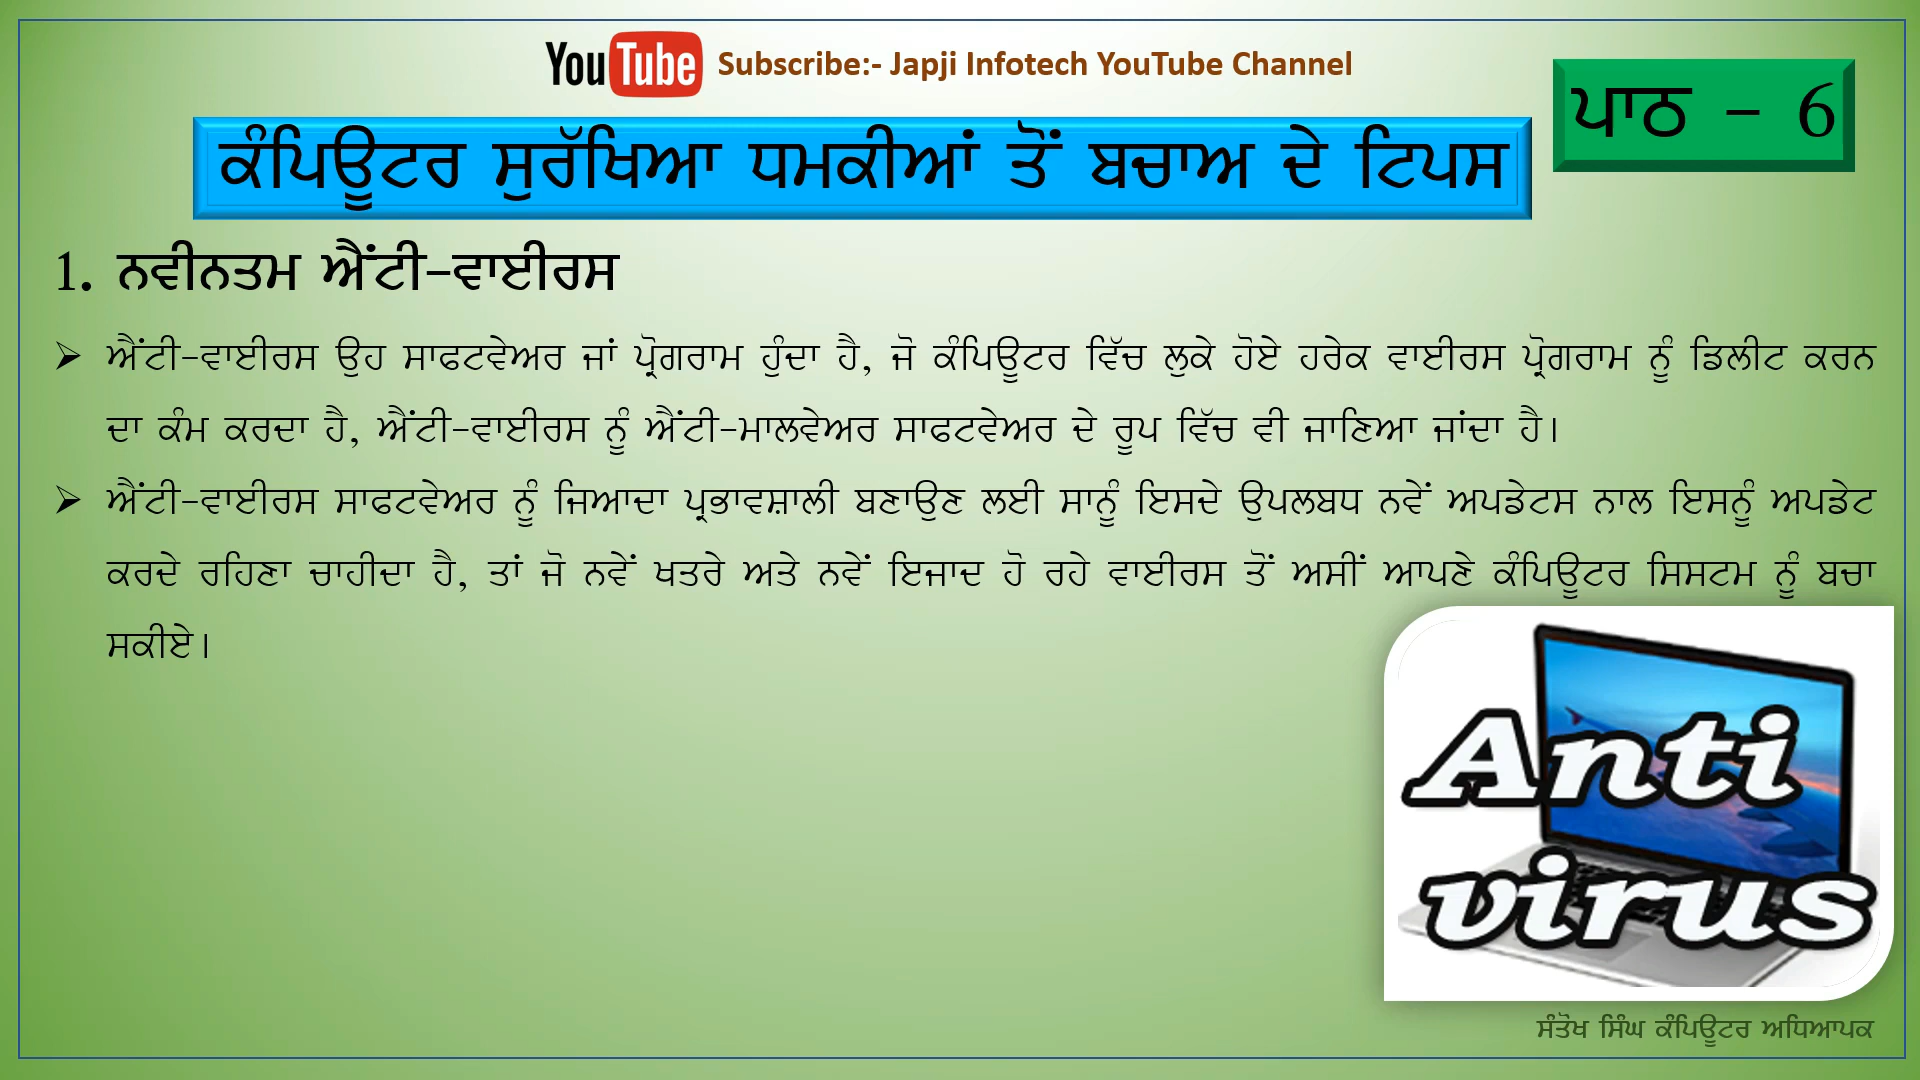 YouTube Subscribe:- Japji Infotech YouTube Channel
ਪਾਠ - 6
ਕੰਪਿਊਟਰ ਸੁਰੱਖਿਆ ਧਮਕੀਆਂ ਤੋਂ ਬਚਾਅ ਦੇ ਟਿਪਸ
1. ਨਵੀਨਤਮ ਐਂਟੀ-ਵਾਈਰਸ
➢ ਐਂਟੀ-ਵਾਈਰਸ ਉਹ ਸਾਫਟਵੇਅਰ ਜਾਂ ਪ੍ਰੋਗਰਾਮ ਹੁੰਦਾ ਹੈ, ਜੋ ਕੰਪਿਊਟਰ ਵਿੱਚ ਲੁਕੇ ਹੋਏ ਹਰੇਕ ਵਾਈਰਸ ਪ੍ਰੋਗਰਾਮ ਨੂੰ ਡਿਲੀਟ ਕਰਨ
ਦਾ ਕੰਮ ਕਰਦਾ ਹੈ, ਐਂਟੀ-ਵਾਈਰਸ ਨੂੰ ਐਂਟੀ-ਮਾਲਵੇਅਰ ਸਾਫਟਵੇਅਰ ਦੇ ਰੂਪ ਵਿੱਚ ਵੀ ਜਾਣਿਆ ਜਾਂਦਾ ਹੈ।
➢ ਐਂਟੀ-ਵਾਈਰਸ ਸਾਫਟਵੇਅਰ ਨੂੰ ਜਿਆਦਾ ਪ੍ਰਭਾਵਸ਼ਾਲੀ ਬਣਾਉਣ ਲਈ ਸਾਨੂੰ ਇਸਦੇ ਉਪਲਬਧ ਨਵੇਂ ਅਪਡੇਟਸ ਨਾਲ ਇਸਨੂੰ ਅਪਡੇਟ
ਕਰਦੇ ਰਹਿਣਾ ਚਾਹੀਦਾ ਹੈ, ਤਾਂ ਜੋ ਨਵੇਂ ਖਤਰੇ ਅਤੇ ਨਵੇਂ ਇਜਾਦ ਹੋ ਰਹੇ ਵਾਈਰਸ ਤੋਂ ਅਸੀਂ ਆਪਣੇ ਕੰਪਿਊਟਰ ਸਿਸਟਮ ਨੂੰ ਬਚਾ
ਸਕੀਏ।
Anti
virus
ਸੰਤੋਖ ਸਿੰਘ ਕੰਪਿਊਟਰ ਅਧਿਆਪਕ